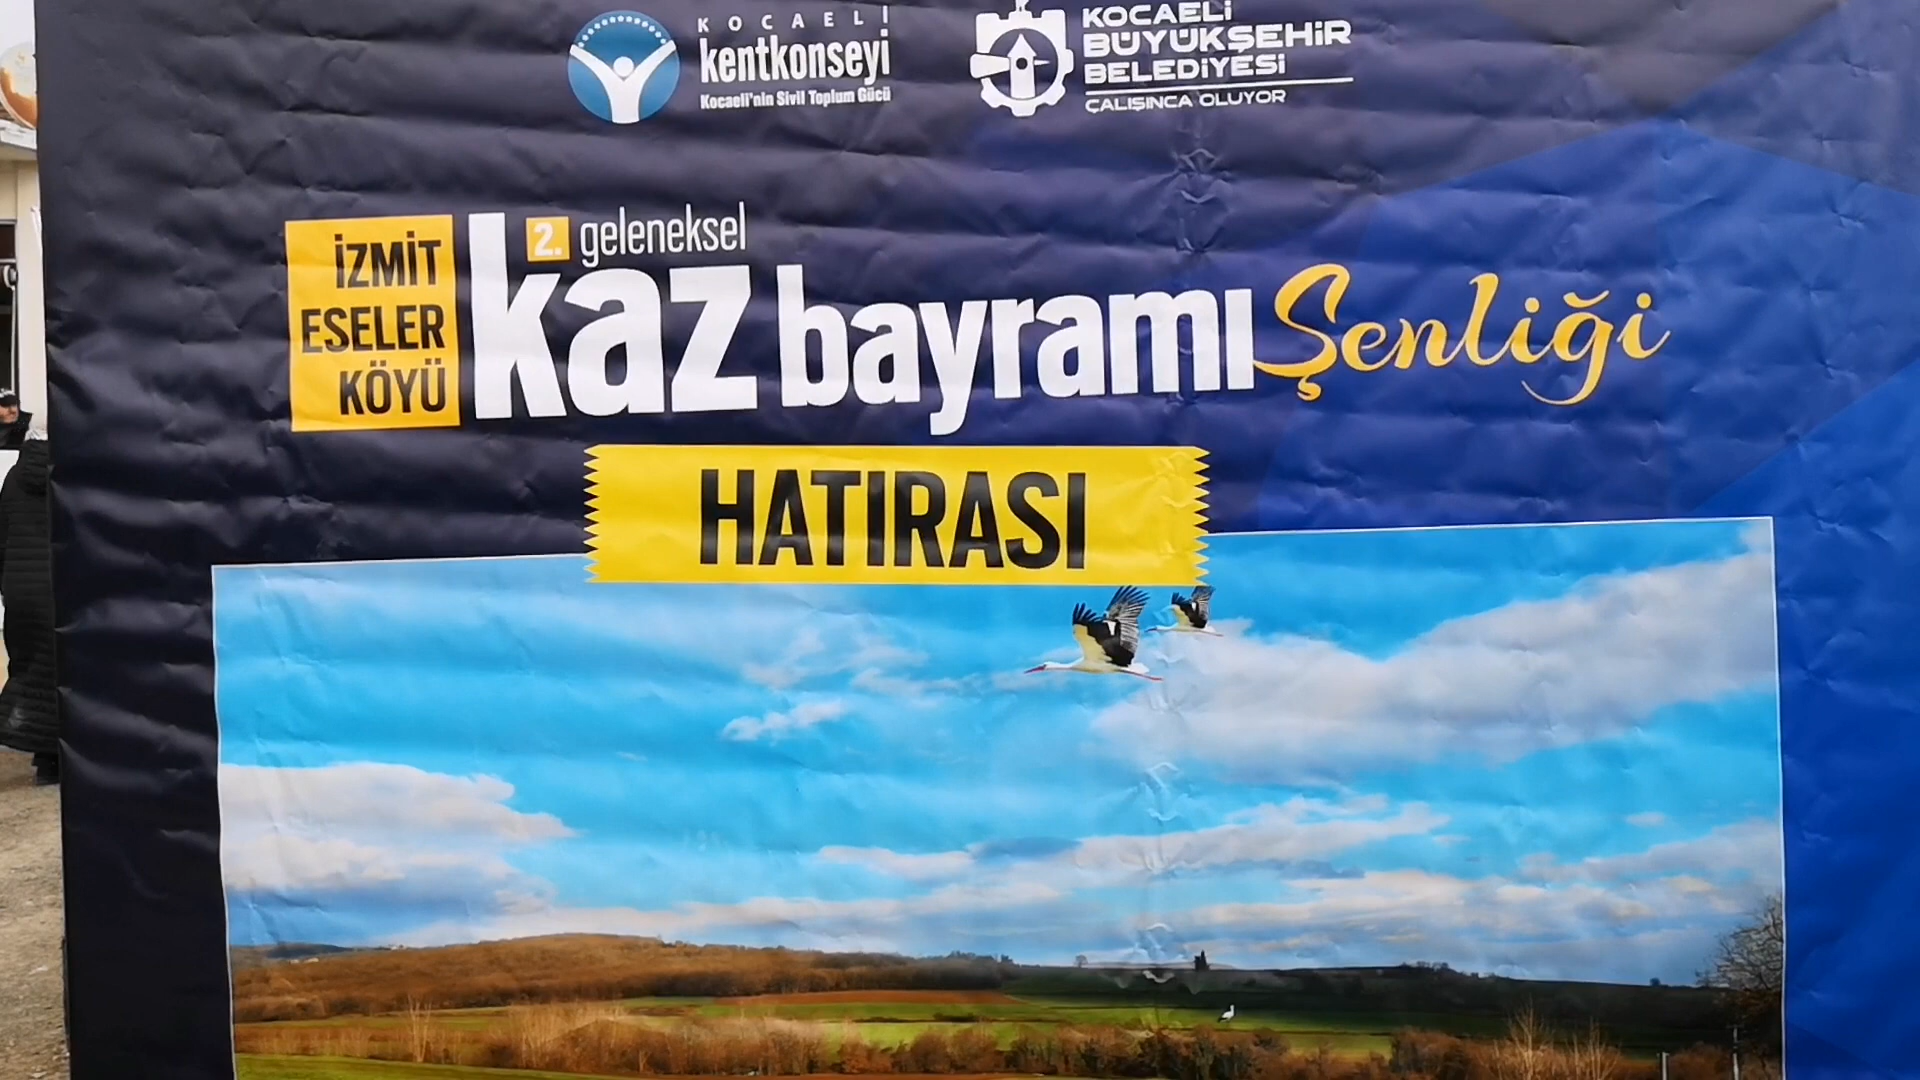 KOCAELİ
kentkonseyi
Kocaeli'nin Sivil Toplum Gücü
KOCAELİ
BÜYÜKŞEHİR
BELEDİYESİ
ÇALIŞINCA OLUYOR
İZMİT
ESELER
KÖYÜ
2. geleneksel
kaz bayramı Şenliği
HATIRASI